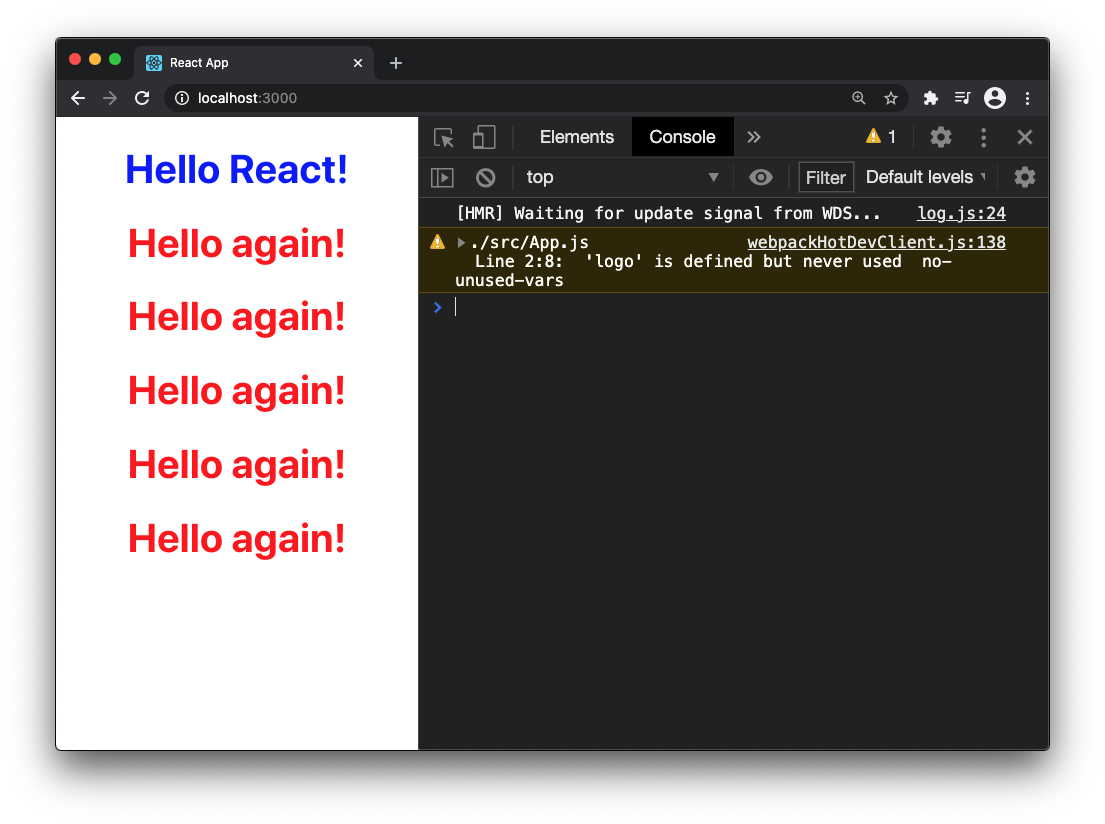 React App
localhost:3000
Hello React!
Hello again!
Hello again!
Hello again!
Hello again!
Hello again!
Elements Console 1
top Filter Default levels
[HMR] Waiting for update signal from WDS... log.js:24
./src/App.js webpackHotDevClient.js:138
Line 2:8: 'logo' is defined but never used no-
unused-vars